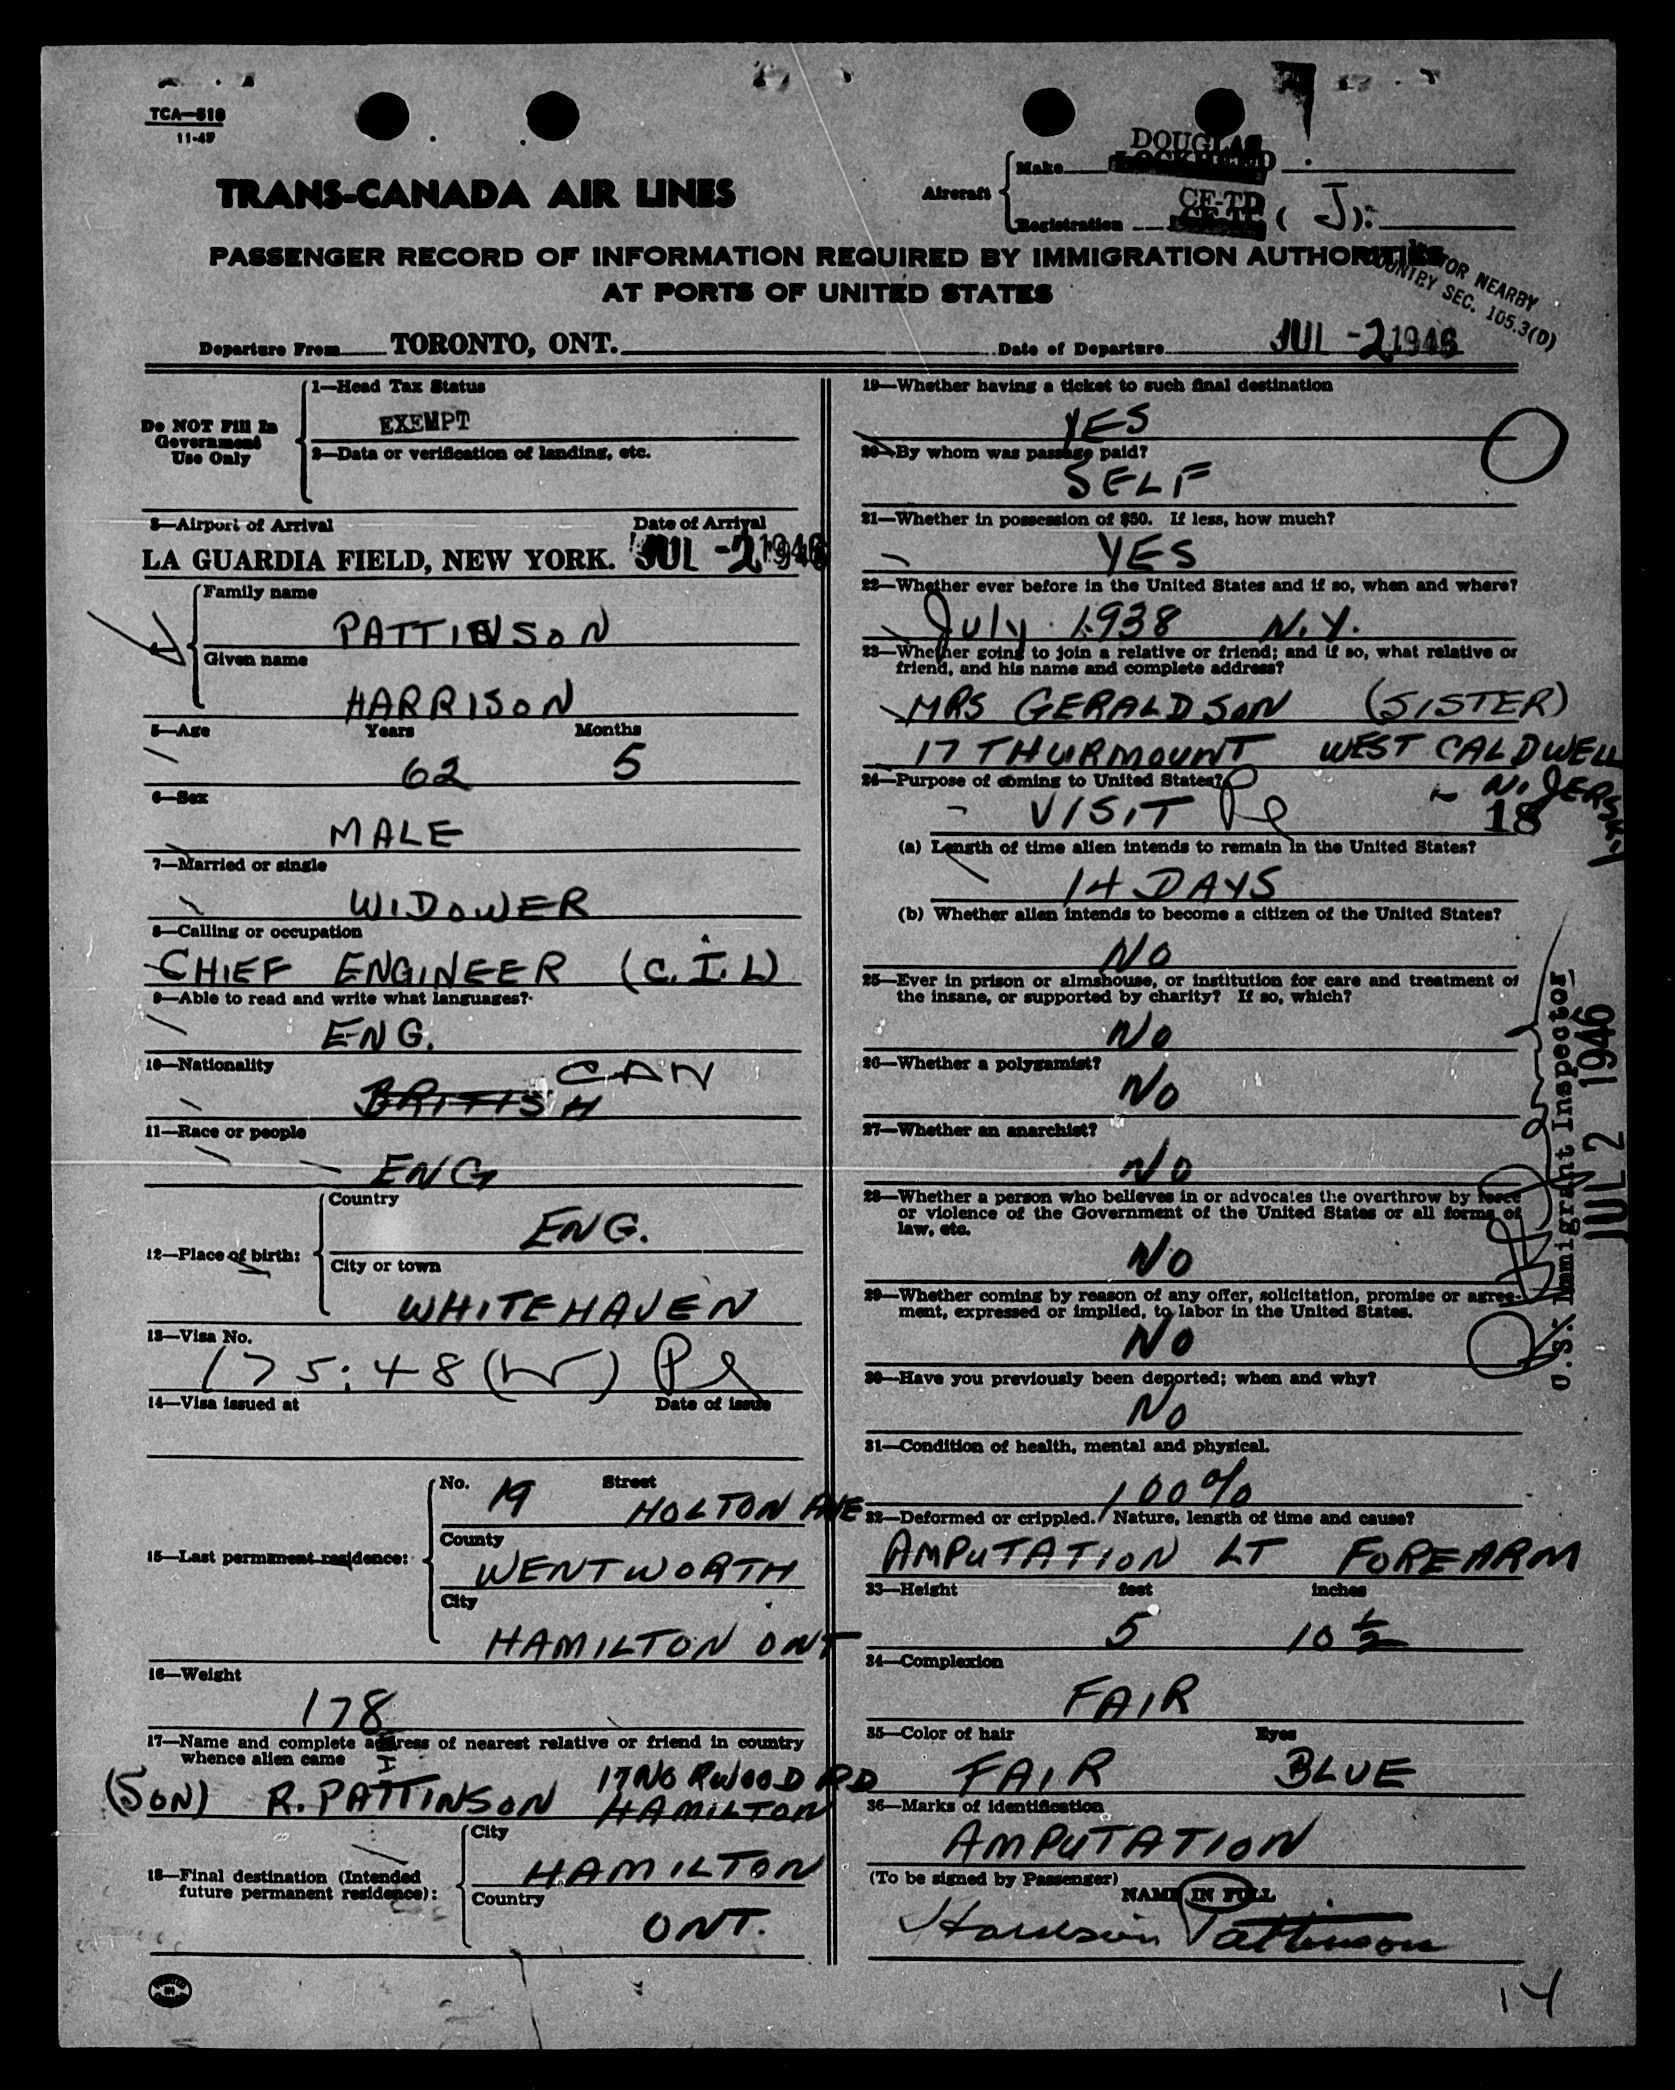 TCA—518
11-45
TRANS-CANADA AIR LINES
Aircraft
Make DOUGLAS
Registration CF-TD ( J ).
PASSENGER RECORD OF INFORMATION REQUIRED BY IMMIGRATION AUTHORITIES
AT PORTS OF UNITED STATES
VISITOR NEARBY
COUNTRY SEC. 105.3(D)
Departure From TORONTO, ONT. Date of Departure JUL -2 1946
Do NOT Fill In
Government
Use Only
1—Head Tax Status
EXEMPT
2—Data or verification of landing, etc.
3—Airport of Arrival Date of Arrival
LA GUARDIA FIELD, NEW YORK. JUL -2 1946
Family name
PATTINSON
Given name
HARRISON
5—Age Years Months
62 5
6—Sex
MALE
7—Married or single
WIDOWER
8—Calling or occupation
CHIEF ENGINEER (C.I.L)
9—Able to read and write what languages?
ENG.
10—Nationality
BRITISH CAN
11—Race or people
ENG
12—Place of birth:
Country
ENG.
City or town
WHITEHAVEN
13—Visa No.
175:48 (W)
14—Visa issued at Date of issue
15—Last permanent residence:
No. Street
19 HOLTON AVE
County
WENTWORTH
City
HAMILTON ONT
16—Weight
178
17—Name and complete address of nearest relative or friend in country
whence alien came
(SON) R. PATTINSON 17 NORWOOD RD
HAMILTON
18—Final destination (Intended
future permanent residence):
City
HAMILTON
Country
ONT.
19—Whether having a ticket to such final destination
YES
20—By whom was passage paid?
SELF
21—Whether in possession of $50. If less, how much?
YES
22—Whether ever before in the United States and if so, when and where?
July 1938 N.Y.
23—Whether going to join a relative or friend; and if so, what relative or
friend, and his name and complete address?
MRS GERALDSON (SISTER)
17 THURMOUNT WEST CALDWELL
N. JERSEY
24—Purpose of coming to United States?
VISIT 18
(a) Length of time alien intends to remain in the United States?
14 DAYS
(b) Whether alien intends to become a citizen of the United States?
NO
25—Ever in prison or almshouse, or institution for care and treatment of
the insane, or supported by charity? If so, which?
NO
26—Whether a polygamist?
NO
27—Whether an anarchist?
NO
28—Whether a person who believes in or advocates the overthrow by force
or violence of the Government of the United States or all forms of
law, etc.
NO
29—Whether coming by reason of any offer, solicitation, promise or agree-
ment, expressed or implied, to labor in the United States.
NO
30—Have you previously been deported; when and why?
NO
31—Condition of health, mental and physical.
100%
32—Deformed or crippled. Nature, length of time and cause?
AMPUTATION LT FOREARM
33—Height feet inches
5 10 1/2
34—Complexion
FAIR
35—Color of hair Eyes
FAIR BLUE
36—Marks of identification
AMPUTATION
(To be signed by Passenger)
NAME IN FULL
Harrison Pattinson
U.S. Immigrant Inspector
JUL 2 1946
14